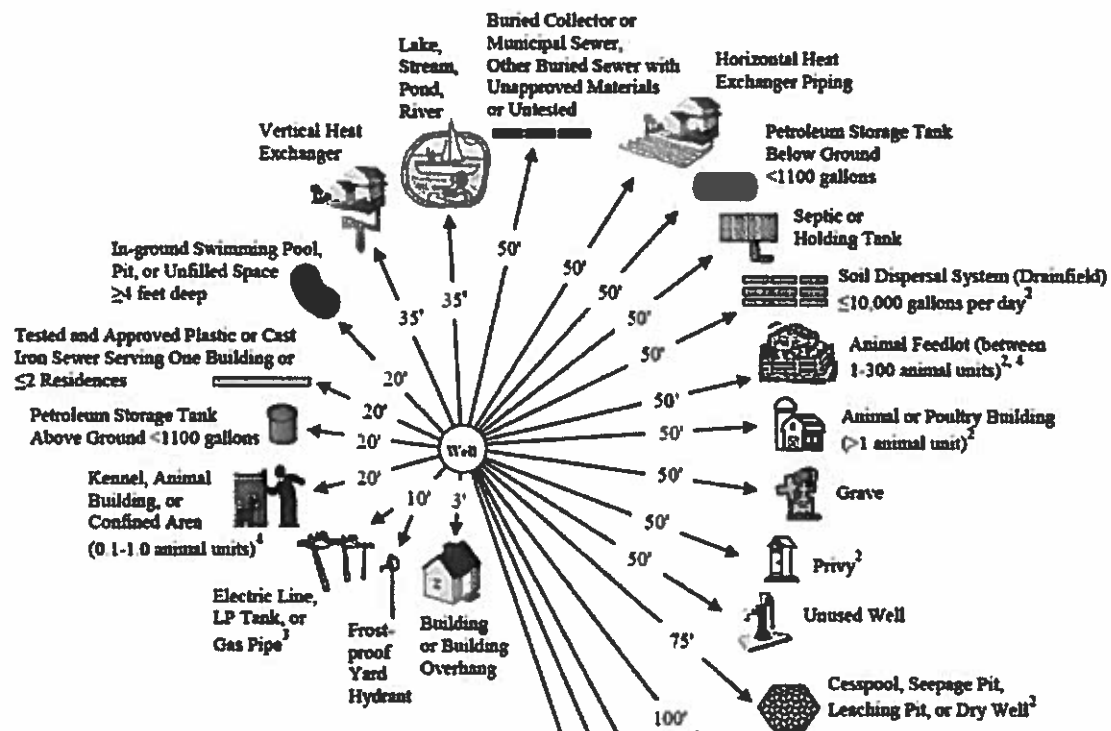 Buried Collector or
Municipal Sewer,
Other Buried Sewer with
Unapproved Materials
or Untested
Lake,
Stream,
Pond,
River
Horizontal Heat
Exchanger Piping
Vertical Heat
Exchanger
Petroleum Storage Tank
Below Ground
<1100 gallons
Septic or
Holding Tank
In-ground Swimming Pool,
Pit, or Unfilled Space
≥4 feet deep
Soil Dispersal System (Drainfield)
≤10,000 gallons per day²
Tested and Approved Plastic or Cast
Iron Sewer Serving One Building or
≤2 Residences
Animal Feedlot (between
1-300 animal units)²,⁴
Petroleum Storage Tank
Above Ground <1100 gallons
Animal or Poultry Building
(>1 animal unit)²
Kennel, Animal
Building, or
Confined Area
(0.1-1.0 animal units)⁴
Grave
Privy²
Electric Line,
LP Tank, or
Gas Pipe³
Frost-
proof
Yard
Hydrant
Building
or Building
Overhang
Unused Well
Cesspool, Seepage Pit,
Leaching Pit, or Dry Well²
Well
35'
35'
50'
50'
50'
50'
50'
50'
50'
50'
50'
50'
75'
100'
20'
20'
20'
20'
10'
3'